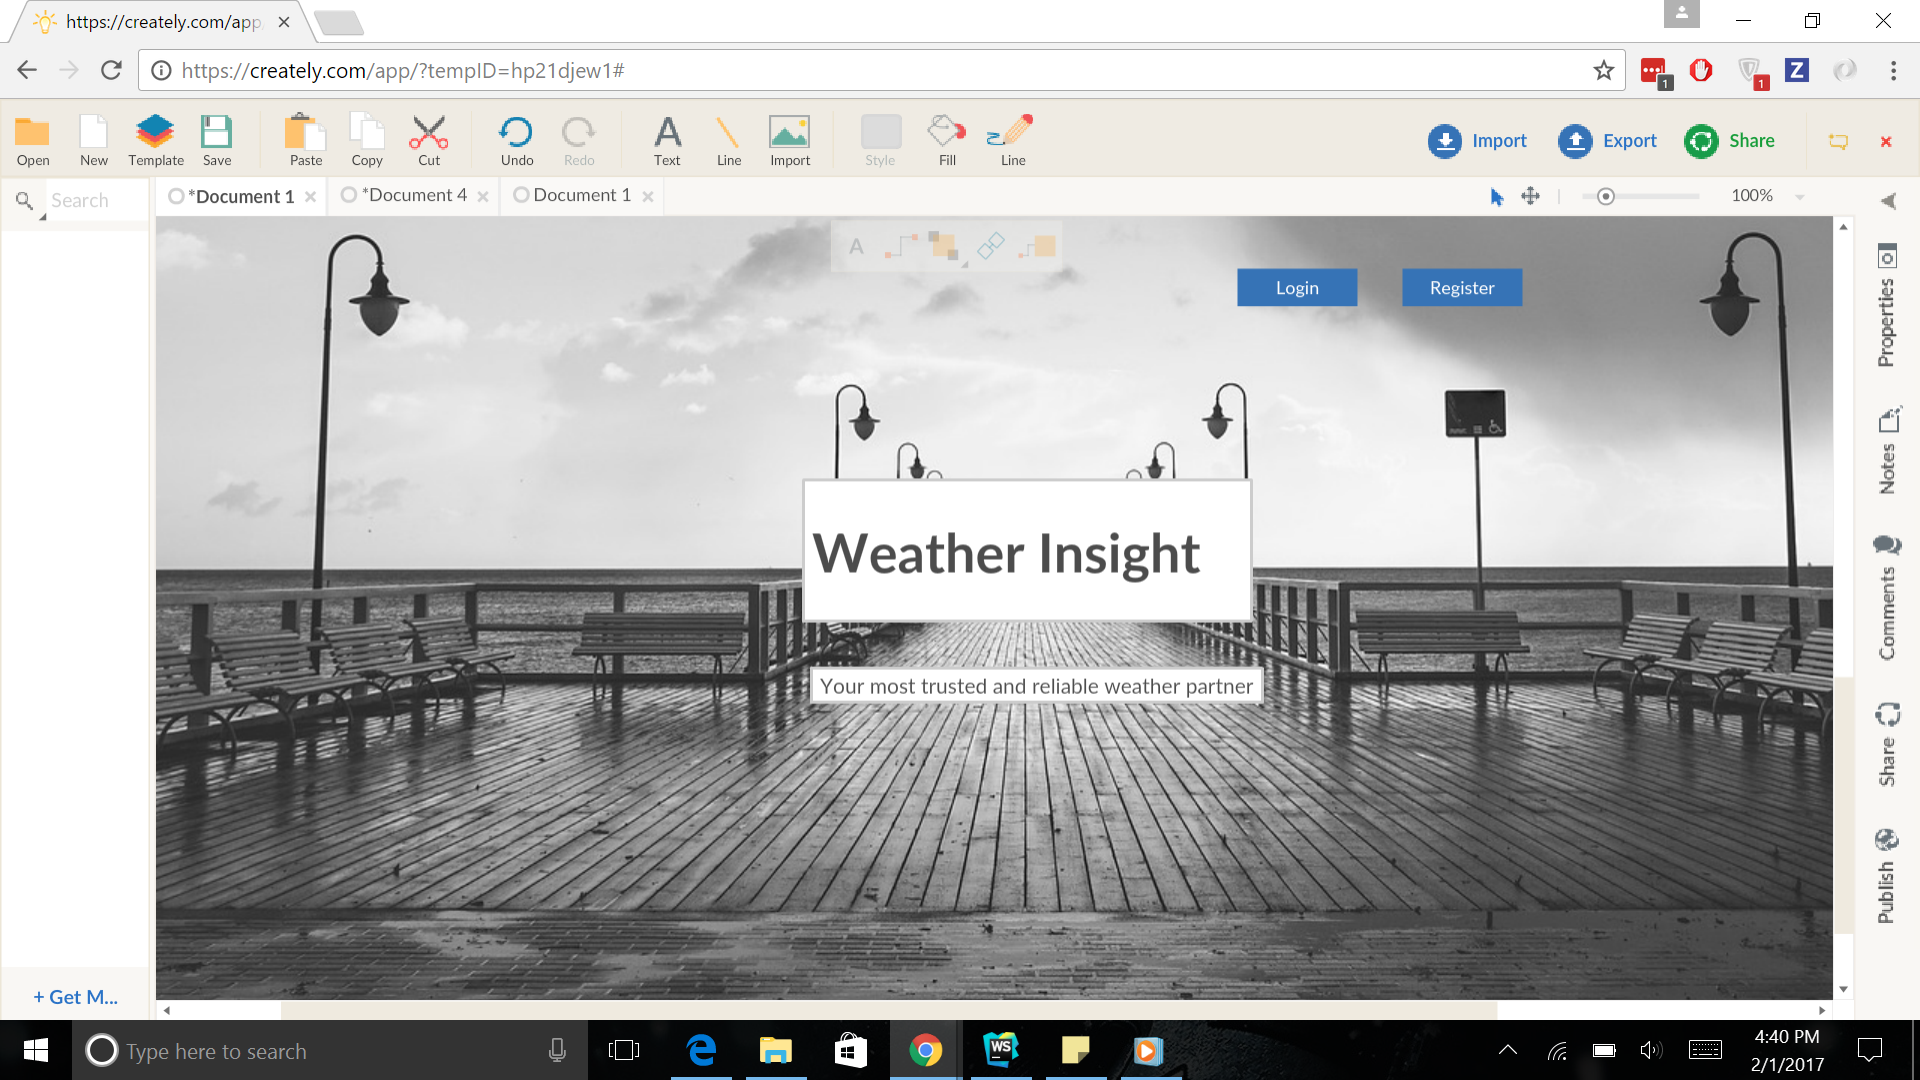 https://creately.com/app
https://creately.com/app/?tempID=hp21djew1#
1
1
Z
Open
New
Template
Save
Paste
Copy
Cut
Undo
Redo
Text
Line
Import
Style
Fill
Line
Import
Export
Share
Search
*Document 1
*Document 4
Document 1
100%
A
Login
Register
Properties
Notes
Comments
Share
Publish
Weather Insight
Your most trusted and reliable weather partner
+ Get M...
Type here to search
WS
4:40 PM
2/1/2017